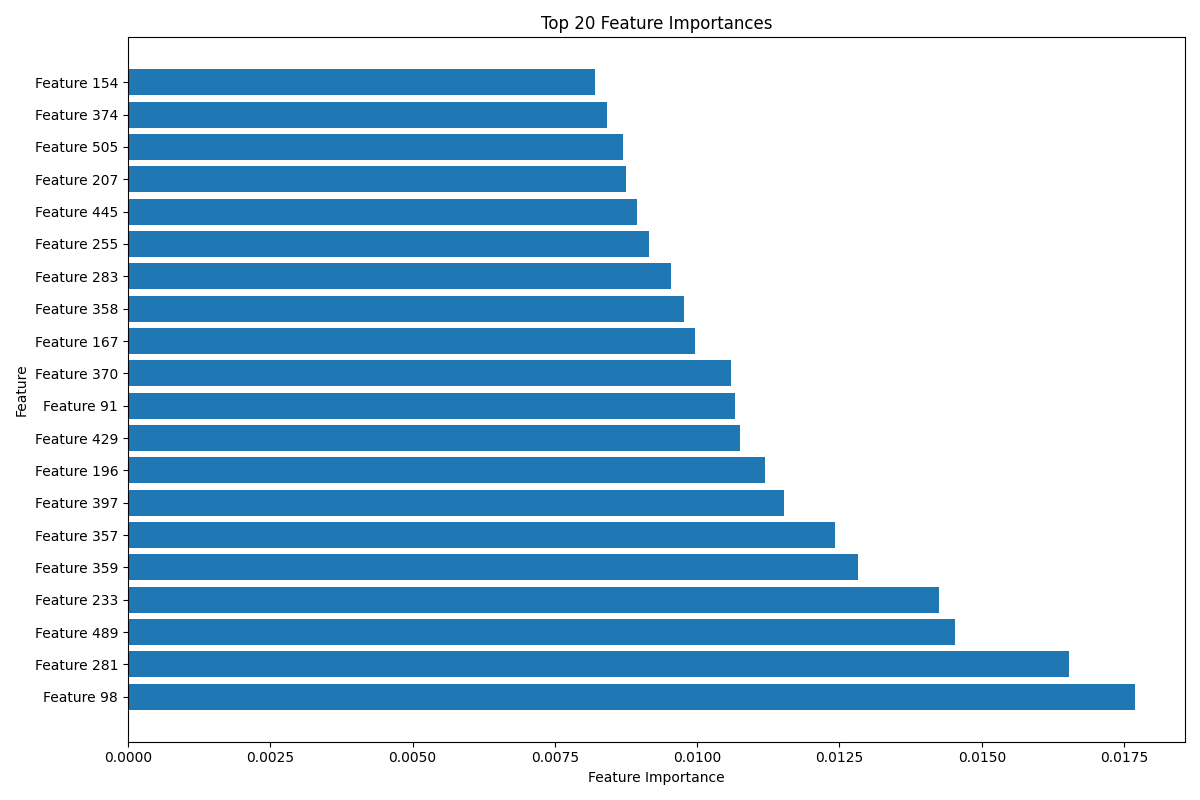 Top 20 Feature Importances
Feature 154
Feature 374
Feature 505
Feature 207
Feature 445
Feature 255
Feature 283
Feature 358
Feature 167
Feature 370
Feature 91
Feature 429
Feature 196
Feature 397
Feature 357
Feature 359
Feature 233
Feature 489
Feature 281
Feature 98
Feature
0.0000 0.0025 0.0050 0.0075 0.0100 0.0125 0.0150 0.0175
Feature Importance